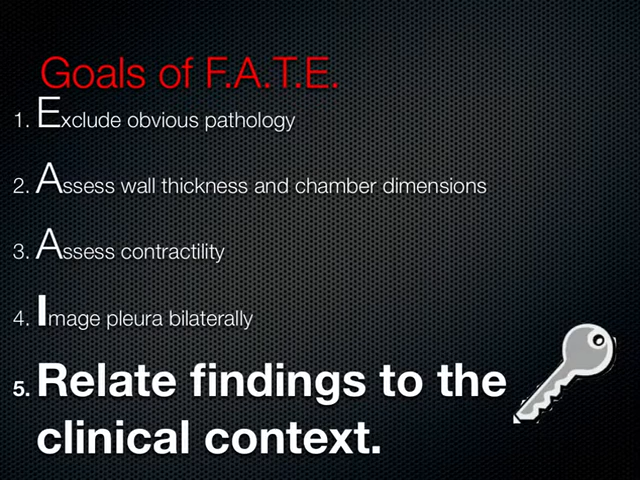 Goals of F.A.T.E.
1. Exclude obvious pathology
2. Assess wall thickness and chamber dimensions
3. Assess contractility
4. Image pleura bilaterally
5. Relate findings to the
clinical context.